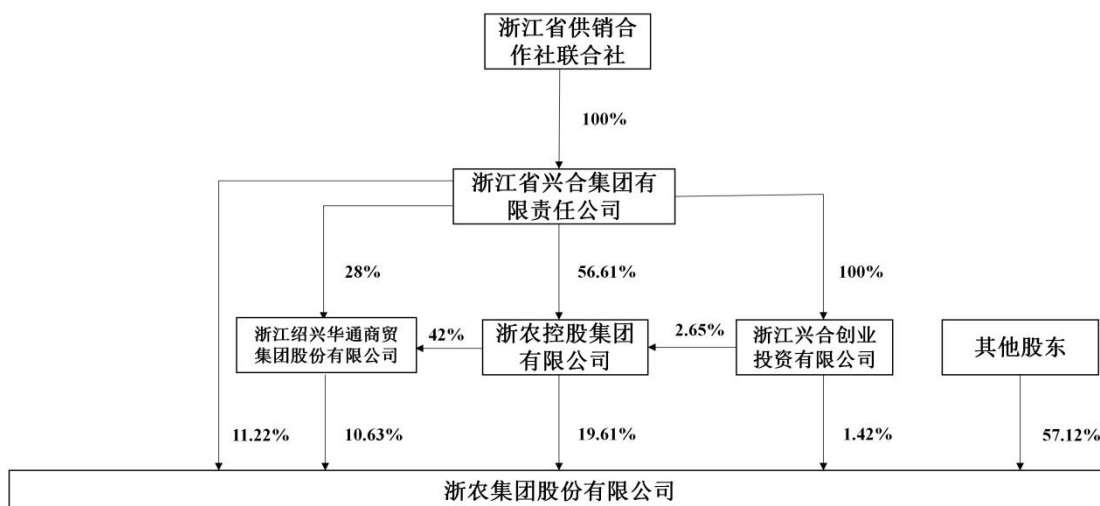 浙江省供销合
作社联合社
100%
浙江省兴合集团有
限责任公司
28%
56.61%
100%
浙江绍兴华通商贸
集团股份有限公司
42%
浙农控股集团
有限公司
2.65%
浙江兴合创业
投资有限公司
其他股东
11.22%
10.63%
19.61%
1.42%
57.12%
浙农集团股份有限公司